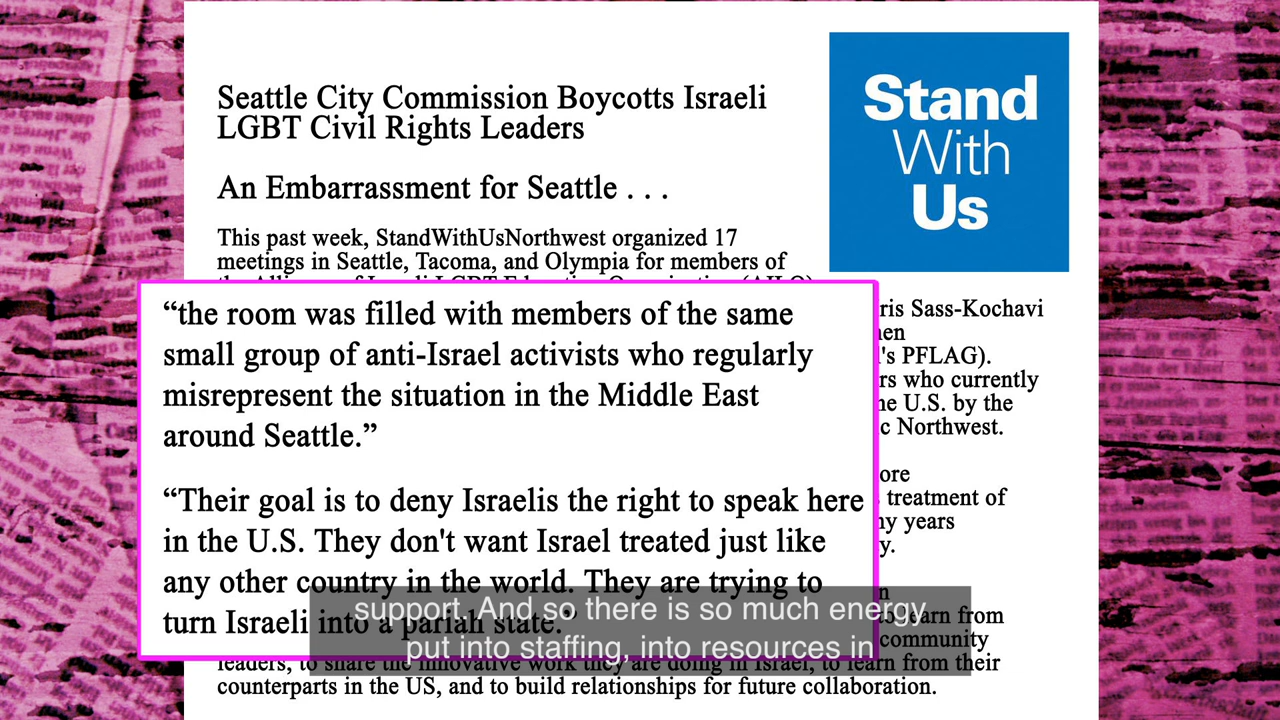 Seattle City Commission Boycotts Israeli
LGBT Civil Rights Leaders
An Embarrassment for Seattle . . .
Stand
With
Us
This past week, StandWithUsNorthwest organized 17
meetings in Seattle, Tacoma, and Olympia for members of
“the room was filled with members of the same
small group of anti-Israel activists who regularly
misrepresent the situation in the Middle East
around Seattle.”
“Their goal is to deny Israelis the right to speak here
in the U.S. They don't want Israel treated just like
any other country in the world. They are trying to
turn Israeli into a pariah state.”
ris Sass-Kochavi
's PFLAG).
who currently
U.S. by the
Northwest.
treatment of
years
learn from
community
leaders, to share the innovative work they are doing in Israel, to learn from their
counterparts in the US, and to build relationships for future collaboration.
support. And so there is so much energy
put into staffing, into resources in